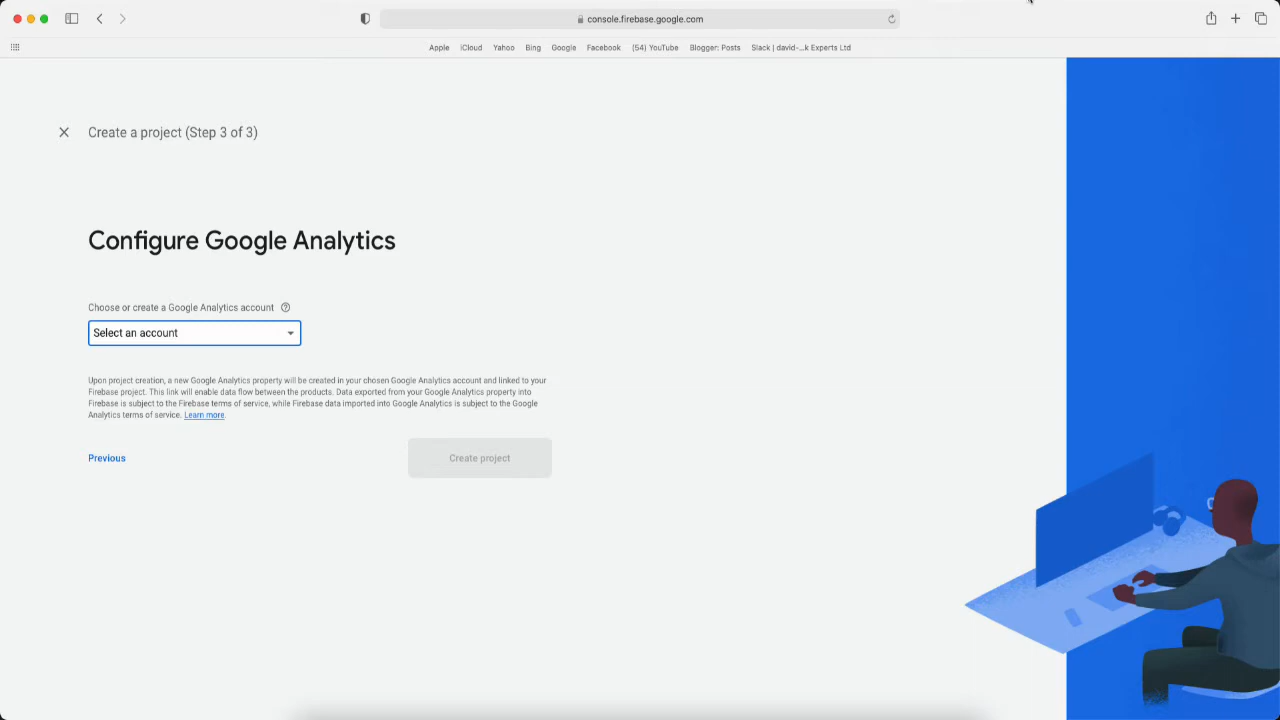 console.firebase.google.com
Apple iCloud Yahoo Bing Google Facebook (54) YouTube Blogger: Posts Slack | david-...k Experts Ltd
Create a project (Step 3 of 3)
Configure Google Analytics
Choose or create a Google Analytics account
Select an account
Upon project creation, a new Google Analytics property will be created in your chosen Google Analytics account and linked to your
Firebase project. This link will enable data flow between the products. Data exported from your Google Analytics property into
Firebase is subject to the Firebase terms of service, while Firebase data imported into Google Analytics is subject to the Google
Analytics terms of service. Learn more.
Previous
Create project